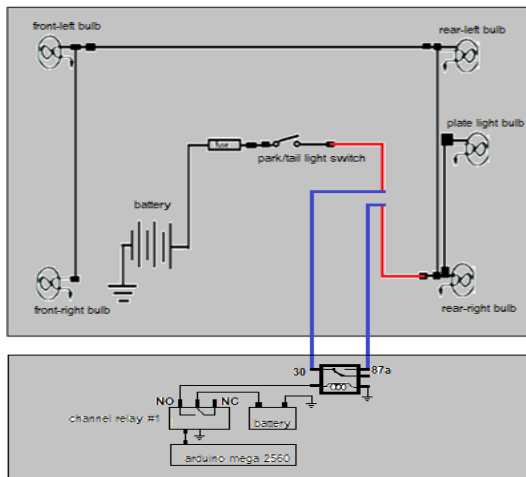 front-left bulb
rear-left bulb
plate light bulb
fuse
park/tail light switch
battery
front-right bulb
rear-right bulb
30
87a
NO
NC
channel relay #1
battery
arduino mega 2560